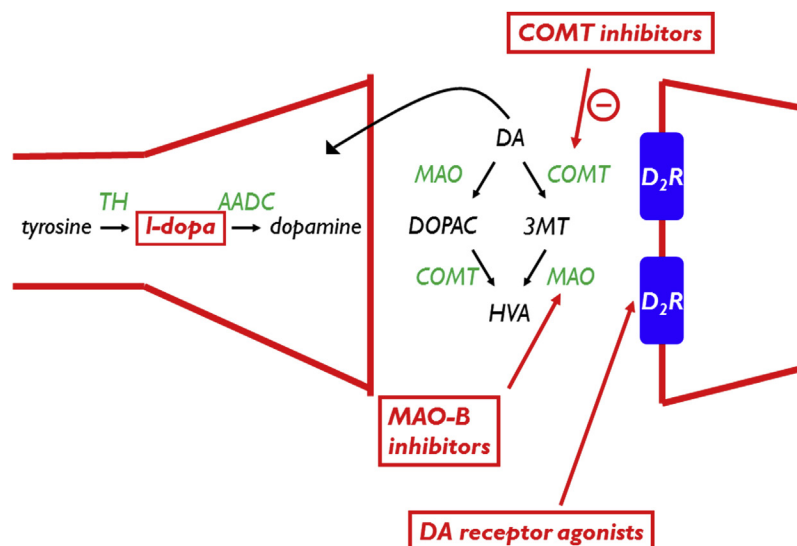 COMT inhibitors
−
DA
MAO
COMT
D₂R
TH
AADC
tyrosine
l-dopa
dopamine
DOPAC
3MT
COMT
MAO
D₂R
HVA
MAO-B
inhibitors
DA receptor agonists